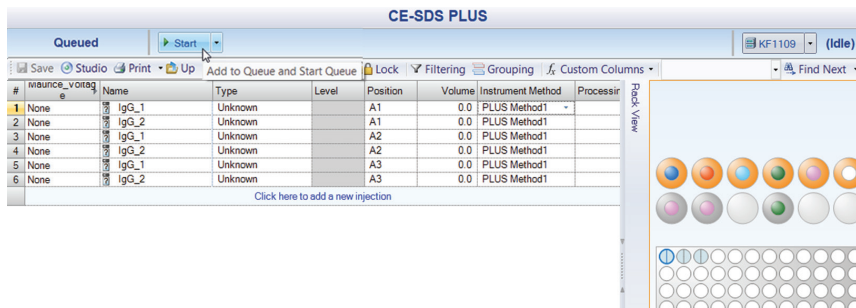 CE-SDS PLUS
Queued Start KF1109 (Idle)
Save Studio Print Up Add to Queue and Start Queue Lock Filtering Grouping fx Custom Columns Find Next
# Maurice_Voltag
e Name Type Level Position Volume Instrument Method Processin Rack View
1 None IgG_1 Unknown A1 0.0 PLUS Method1
2 None IgG_2 Unknown A1 0.0 PLUS Method1
3 None IgG_1 Unknown A2 0.0 PLUS Method1
4 None IgG_2 Unknown A2 0.0 PLUS Method1
5 None IgG_1 Unknown A3 0.0 PLUS Method1
6 None IgG_2 Unknown A3 0.0 PLUS Method1
Click here to add a new injection